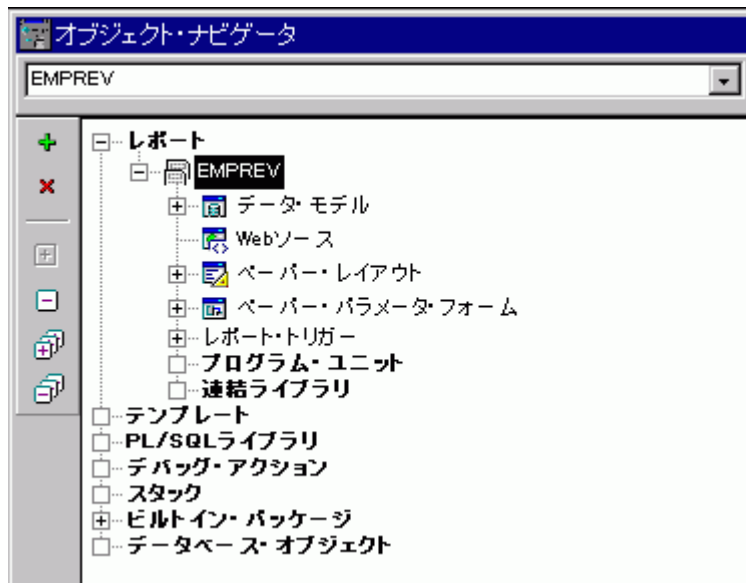 オブジェクト・ナビゲータ
EMPREV
レポート
EMPREV
データ・モデル
Webソース
ペーパー・レイアウト
ペーパー・パラメータ・フォーム
レポート・トリガー
プログラム・ユニット
連結ライブラリ
テンプレート
PL/SQLライブラリ
デバッグ・アクション
スタック
ビルトイン・パッケージ
データベース・オブジェクト